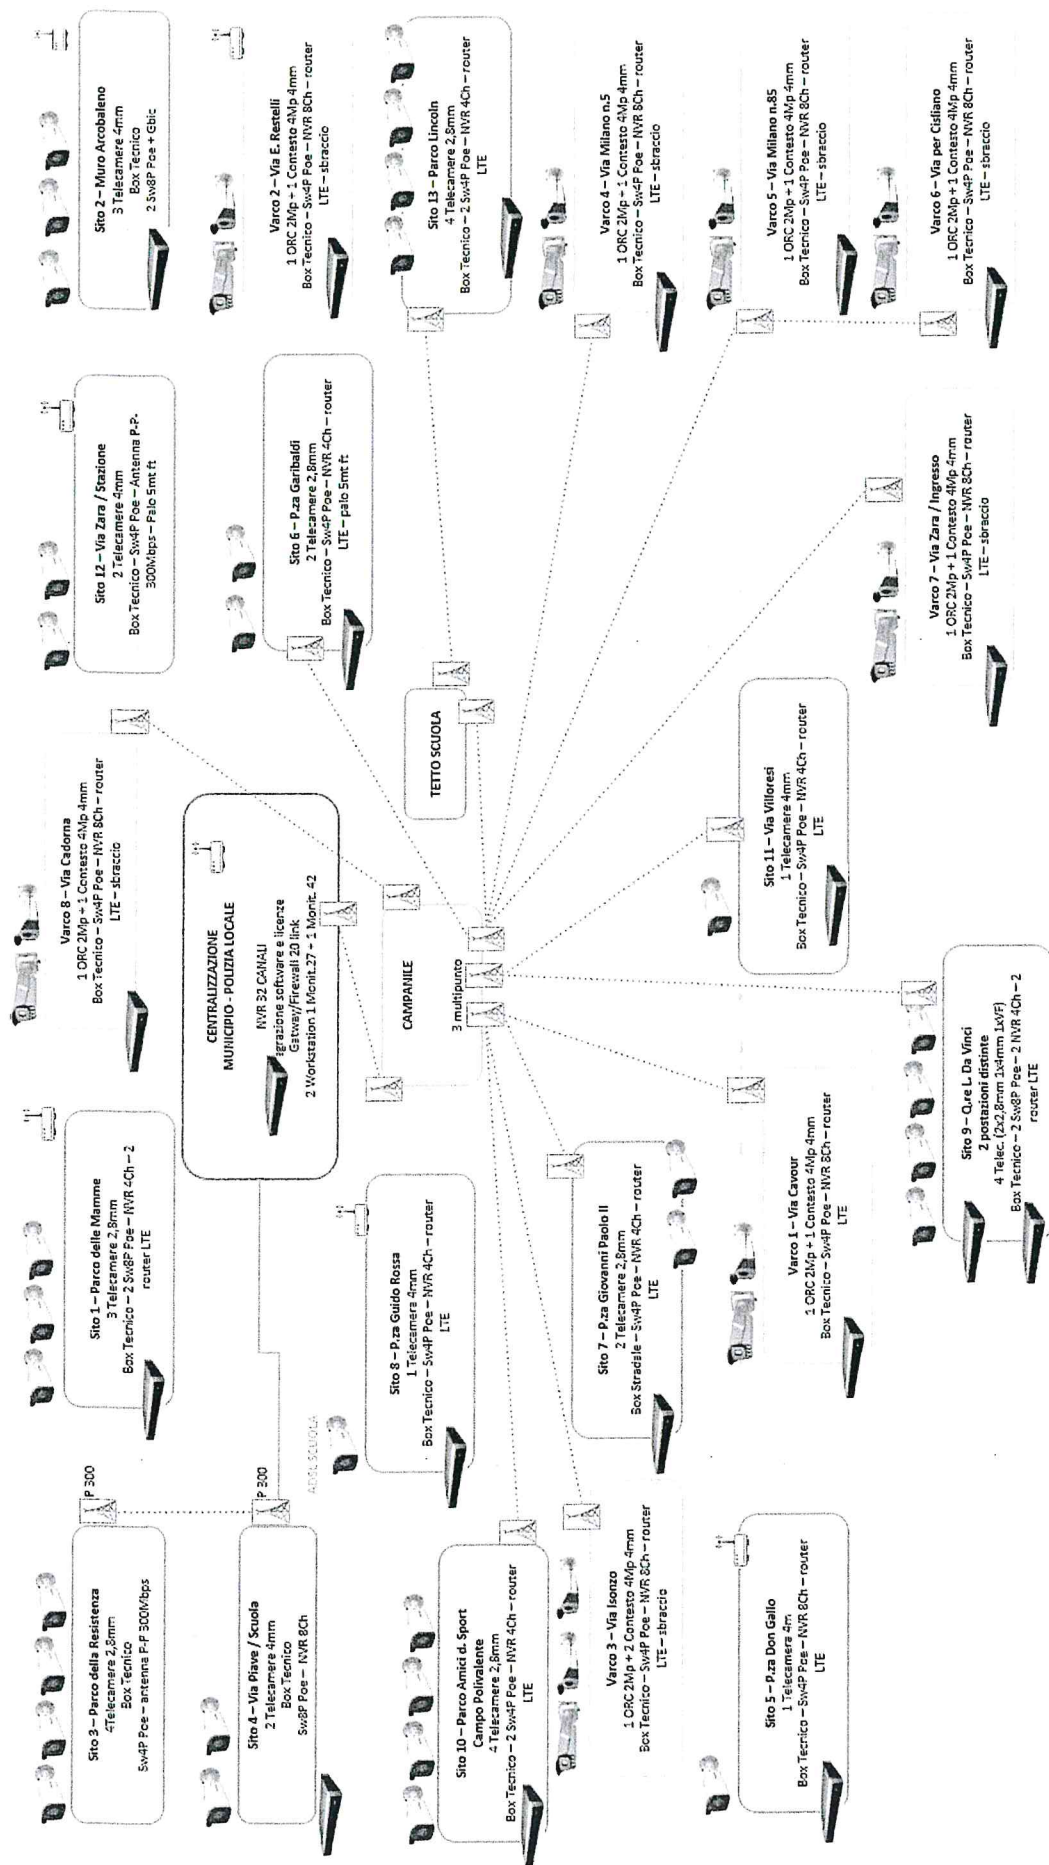 Sito 3 – Parco della Resistenza
4Telecamere 2,8mm
Box Tecnico
Sw4P Poe – antenna P-P 300Mbps
P 300
Sito 1 – Parco delle Mamme
3 Telecamere 2,8mm
Box Tecnico – 2 Sw8P Poe – NVR 4Ch – 2
router LTE
Varco 8 – Via Cadorna
1 ORC 2Mp + 1 Contesto 4Mp 4mm
Box Tecnico – Sw4P Poe – NVR 8Ch – router
LTE – sbraccio
Sito 12 – Via Zara / Stazione
2 Telecamere 4mm
Box Tecnico – Sw4P Poe – Antenna P-P-
300Mbps – Palo 5mt ft
Sito 2 – Muro Arcobaleno
3 Telecamere 4mm
Box Tecnico
2 Sw8P Poe + Gbic
Sito 4 – Via Piave / Scuola
2 Telecamere 4mm
Box Tecnico
Sw8P Poe – NVR 8Ch
P 300
ADSL SCUOLA
CENTRALIZZAZIONE
MUNICIPIO - POLIZIA LOCALE
NVR 32 CANALI
egrazione software e licenze
Gatway/Firewall 20 link
2 Workstation 1 Monit.27 + 1 Monit. 42
Sito 6 – P.za Garibaldi
2 Telecamere 2,8mm
Box Tecnico – Sw4P Poe – NVR 4Ch – router
LTE – palo 5mt ft
Varco 2 – Via E. Restelli
1 ORC 2Mp + 1 Contesto 4Mp 4mm
Box Tecnico – Sw4P Poe – NVR 8Ch – router
LTE – sbraccio
Sito 8 – P.za Guido Rossa
1 Telecamera 4mm
Box Tecnico – Sw4P Poe – NVR 4Ch – router
LTE
CAMPANILE
3 multipunto
TETTO SCUOLA
Sito 13 – Parco Lincoln
4 Telecamere 2,8mm
Box Tecnico – 2 Sw4P Poe – NVR 4Ch – router
LTE
Sito 10 – Parco Amici d. Sport
Campo Polivalente
4 Telecamere 2,8mm
Box Tecnico – 2 Sw4P Poe – NVR 4Ch – router
LTE
Varco 4 – Via Milano n.5
1 ORC 2Mp + 1 Contesto 4Mp 4mm
Box Tecnico – Sw4P Poe – NVR 8Ch – router
LTE – sbraccio
Varco 3 – Via Isonzo
1 ORC 2Mp + 2 Contesto 4Mp 4mm
Box Tecnico – Sw4P Poe – NVR 8Ch – router
LTE – sbraccio
Sito 7 – P.za Giovanni Paolo II
2 Telecamere 2,8mm
Box Stradale – Sw4P Poe – NVR 4Ch – router
LTE
Sito 11 – Via Villoresi
1 Telecamere 4mm
Box Tecnico – Sw4P Poe – NVR 4Ch – router
LTE
Varco 5 – Via Milano n.85
1 ORC 2Mp + 1 Contesto 4Mp 4mm
Box Tecnico – Sw4P Poe – NVR 8Ch – router
LTE – sbraccio
Sito 5 – P.za Don Gallo
1 Telecamera 4m
Box Tecnico – Sw4P Poe – NVR 8Ch – router
LTE
Varco 1 – Via Cavour
1 ORC 2Mp + 1 Contesto 4Mp 4mm
Box Tecnico – Sw4P Poe – NVR 8Ch – router
LTE
Sito 9 – Q.re L. Da Vinci
2 postazioni distinte
4 Telec. (2x2,8mm 1x4mm 1xVF)
Box Tecnico – 2 Sw8P Poe – 2 NVR 4Ch – 2
router LTE
Varco 7 – Via Zara / Ingresso
1 ORC 2Mp + 1 Contesto 4Mp 4mm
Box Tecnico – Sw4P Poe – NVR 8Ch – router
LTE – sbraccio
Varco 6 – Via per Cisliano
1 ORC 2Mp + 1 Contesto 4Mp 4mm
Box Tecnico – Sw4P Poe – NVR 8Ch – router
LTE – sbraccio